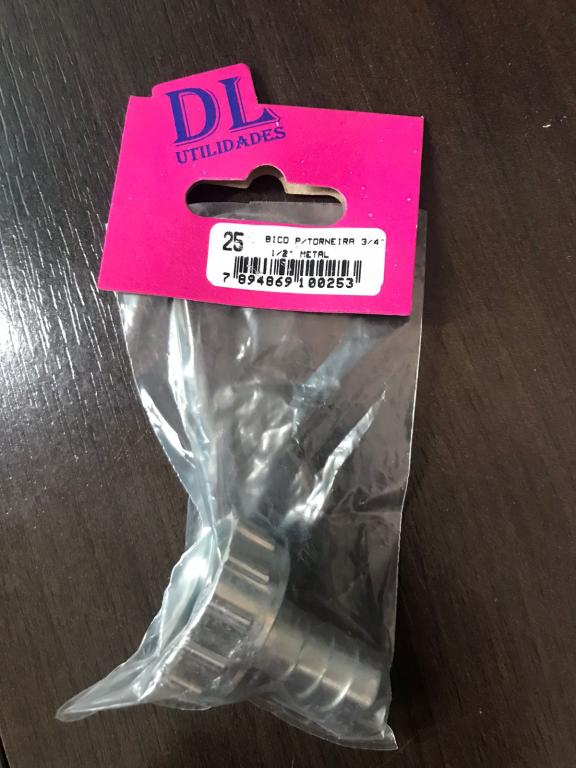 DL
UTILIDADES
25 BICO P/TORNEIRA 3/4"
1/2" METAL
7 894869 100253